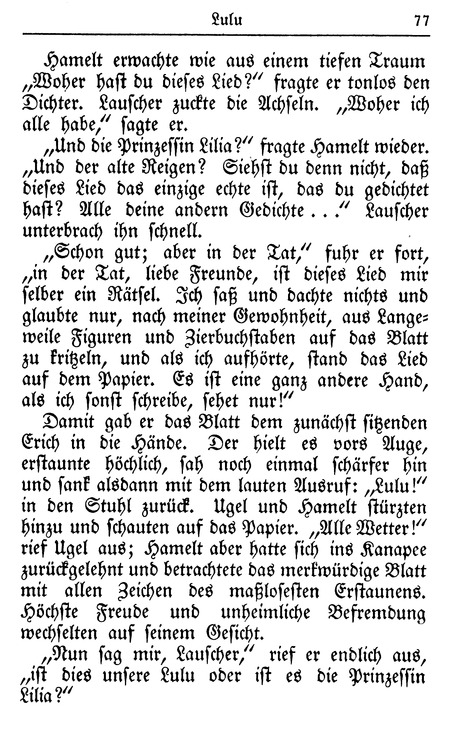 Lulu 77
Hamelt erwachte wie aus einem tiefen Traum
„Woher hast du dieses Lied?“ fragte er tonlos den
Dichter. Lauscher zuckte die Achseln. „Woher ich
alle habe,“ sagte er.
„Und die Prinzessin Lilia?“ fragte Hamelt wieder.
„Und der alte Reigen? Siehst du denn nicht, daß
dieses Lied das einzige echte ist, das du gedichtet
hast? Alle deine andern Gedichte . . .“ Lauscher
unterbrach ihn schnell.
„Schon gut; aber in der Tat,“ fuhr er fort,
„in der Tat, liebe Freunde, ist dieses Lied mir
selber ein Rätsel. Ich saß und dachte nichts und
glaubte nur, nach meiner Gewohnheit, aus Lange-
weile Figuren und Zierbuchstaben auf das Blatt
zu kritzeln, und als ich aufhörte, stand das Lied
auf dem Papier. Es ist eine ganz andere Hand,
als ich sonst schreibe, sehet nur!“
Damit gab er das Blatt dem zunächst sitzenden
Erich in die Hände. Der hielt es vors Auge,
erstaunte höchlich, sah noch einmal schärfer hin
und sank alsdann mit dem lauten Ausruf: „Lulu!“
in den Stuhl zurück. Ugel und Hamelt stürzten
hinzu und schauten auf das Papier. „Alle Wetter!“
rief Ugel aus; Hamelt aber hatte sich ins Kanapee
zurückgelehnt und betrachtete das merkwürdige Blatt
mit allen Zeichen des maßlosesten Erstaunens.
Höchste Freude und unheimliche Befremdung
wechselten auf seinem Gesicht.
„Nun sag mir, Lauscher,“ rief er endlich aus,
„ist dies unsere Lulu oder ist es die Prinzessin
Lilia?“